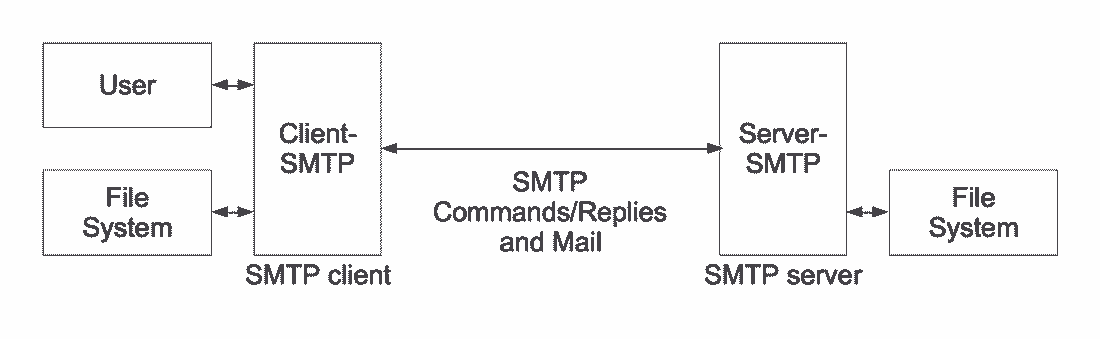 User
Client-
SMTP
File
System
SMTP client
SMTP
Commands/Replies
and Mail
Server-
SMTP
SMTP server
File
System